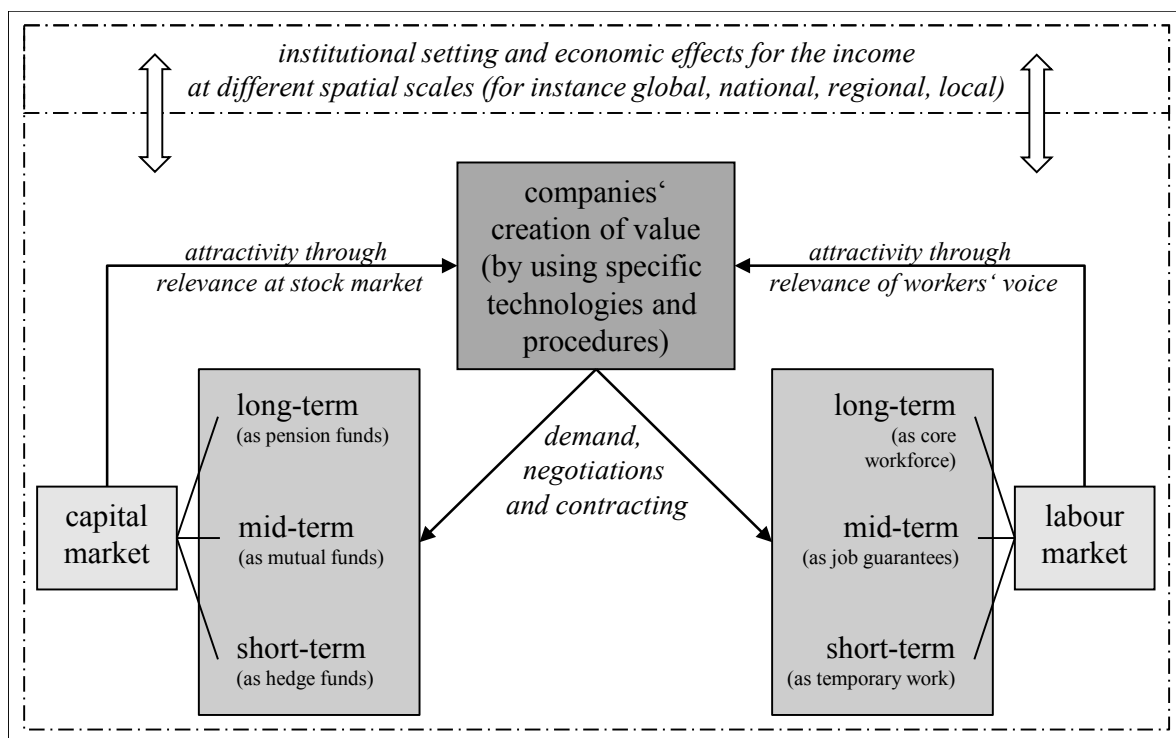 institutional setting and economic effects for the income
at different spatial scales (for instance global, national, regional, local)
companies‘
creation of value
(by using specific
technologies and
procedures)
attractivity through
relevance at stock market
attractivity through
relevance of workers‘ voice
long-term
(as pension funds)
mid-term
(as mutual funds)
short-term
(as hedge funds)
capital
market
demand,
negotiations
and contracting
long-term
(as core
workforce)
mid-term
(as job guarantees)
short-term
(as temporary work)
labour
market